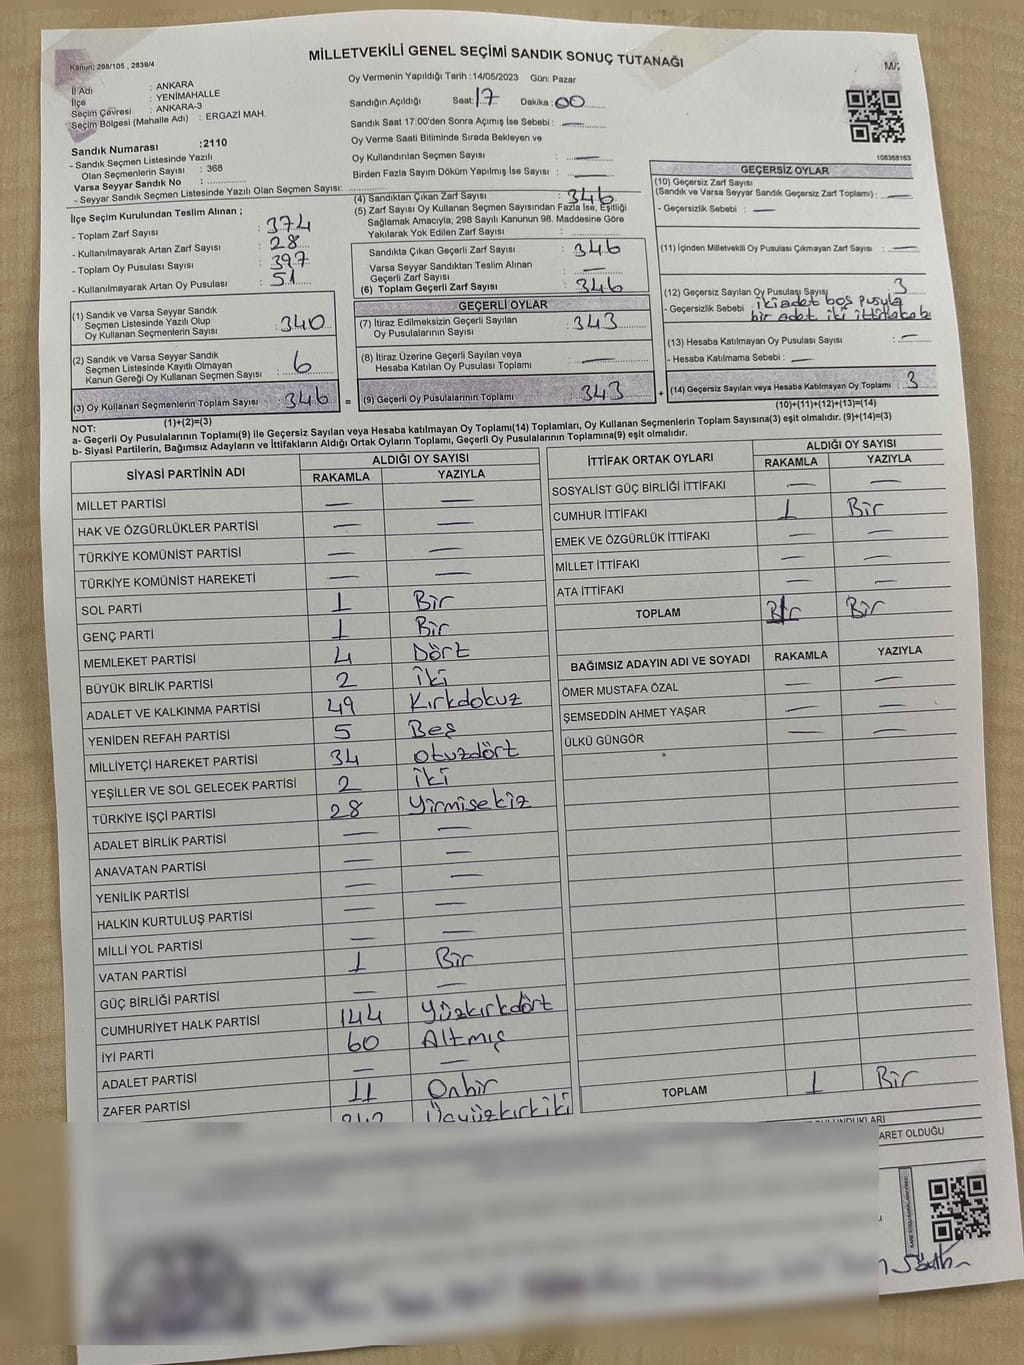 Kanun: 298/105 , 2839/4
MİLLETVEKİLİ GENEL SEÇİMİ SANDIK SONUÇ TUTANAĞI
M/:
İl Adı : ANKARA
İlçe : YENİMAHALLE
Seçim Çevresi : ANKARA-3
Seçim Bölgesi (Mahalle Adı) : ERGAZİ MAH.
Sandık Numarası :2110
- Sandık Seçmen Listesinde Yazılı
Olan Seçmenlerin Sayısı : 368
Varsa Seyyar Sandık No :
- Seyyar Sandık Seçmen Listesinde Yazılı Olan Seçmen Sayısı:
Oy Vermenin Yapıldığı Tarih :14/05/2023 Gün: Pazar
Sandığın Açıldığı Saat: 17 Dakika : 00
Sandık Saat 17:00'den Sonra Açılmış İse Sebebi : —
Oy Verme Saati Bitiminde Sırada Bekleyen ve
Oy Kullandırılan Seçmen Sayısı : —
Birden Fazla Sayım Döküm Yapılmış İse Sayısı : —
108368163
İlçe Seçim Kurulundan Teslim Alınan ;
- Toplam Zarf Sayısı : 374
- Kullanılmayarak Artan Zarf Sayısı : 28
- Toplam Oy Pusulası Sayısı : 397
- Kullanılmayarak Artan Oy Pusulası : 51
(4) Sandıktan Çıkan Zarf Sayısı : 346
(5) Zarf Sayısı Oy Kullanan Seçmen Sayısından Fazla İse, Eşitliği
Sağlamak Amacıyla, 298 Sayılı Kanunun 98. Maddesine Göre
Yakılarak Yok Edilen Zarf Sayısı :
Sandıkta Çıkan Geçerli Zarf Sayısı : 346
Varsa Seyyar Sandıktan Teslim Alınan
Geçerli Zarf Sayısı : —
(6) Toplam Geçerli Zarf Sayısı : 346
GEÇERSİZ OYLAR
(10) Geçersiz Zarf Sayısı
(Sandık ve Varsa Seyyar Sandık Geçersiz Zarf Toplamı) : —
- Geçersizlik Sebebi : —
(11) İçinden Milletvekili Oy Pusulası Çıkmayan Zarf Sayısı : —
(12) Geçersiz Sayılan Oy Pusulası Sayısı : 3
- Geçersizlik Sebebi : iki adet boş pusula
bir adet iki ittifaka
(13) Hesaba Katılmayan Oy Pusulası Sayısı : —
- Hesaba Katılmama Sebebi : —
(14) Geçersiz Sayılan veya Hesaba Katılmayan Oy Toplamı : 3
(10)+(11)+(12)+(13)=(14)
(1) Sandık ve Varsa Seyyar Sandık
Seçmen Listesinde Yazılı Olup
Oy Kullanan Seçmenlerin Sayısı : 340
(2) Sandık ve Varsa Seyyar Sandık
Seçmen Listesinde Kayıtlı Olmayan
Kanun Gereği Oy Kullanan Seçmen Sayısı : 6
(3) Oy Kullanan Seçmenlerin Toplam Sayısı : 346
(1)+(2)=(3)
=
GEÇERLİ OYLAR
(7) İtiraz Edilmeksizin Geçerli Sayılan
Oy Pusulalarının Sayısı : 343
(8) İtiraz Üzerine Geçerli Sayılan veya
Hesaba Katılan Oy Pusulası Toplamı : —
(9) Geçerli Oy Pusulalarının Toplamı : 343
+
NOT:
a- Geçerli Oy Pusulalarının Toplamı(9) ile Geçersiz Sayılan veya Hesaba katılmayan Oy Toplamı(14) Toplamları, Oy Kullanan Seçmenlerin Toplam Sayısına(3) eşit olmalıdır. (9)+(14)=(3)
b- Siyasi Partilerin, Bağımsız Adayların ve İttifakların Aldığı Ortak Oyların Toplamı, Geçerli Oy Pusulalarının Toplamına(9) eşit olmalıdır.
SİYASİ PARTİNİN ADI ALDIĞI OY SAYISI
RAKAMLA YAZIYLA
MİLLET PARTİSİ — —
HAK VE ÖZGÜRLÜKLER PARTİSİ — —
TÜRKİYE KOMÜNİST PARTİSİ — —
TÜRKİYE KOMÜNİST HAREKETİ — —
SOL PARTİ 1 Bir
GENÇ PARTİ 1 Bir
MEMLEKET PARTİSİ 4 Dört
BÜYÜK BİRLİK PARTİSİ 2 iki
ADALET VE KALKINMA PARTİSİ 49 Kırkdokuz
YENİDEN REFAH PARTİSİ 5 Beş
MİLLİYETÇİ HAREKET PARTİSİ 34 otuzdört
YEŞİLLER VE SOL GELECEK PARTİSİ 2 iki
TÜRKİYE İŞÇİ PARTİSİ 28 Yirmisekiz
ADALET BİRLİK PARTİSİ — —
ANAVATAN PARTİSİ — —
YENİLİK PARTİSİ — —
HALKIN KURTULUŞ PARTİSİ — —
MİLLİ YOL PARTİSİ — —
VATAN PARTİSİ 1 Bir
GÜÇ BİRLİĞİ PARTİSİ — —
CUMHURİYET HALK PARTİSİ 144 Yüzkırkdört
İYİ PARTİ 60 Altmış
ADALET PARTİSİ — —
ZAFER PARTİSİ 11 Onbir
342 Üçyüzkırkiki
İTTİFAK ORTAK OYLARI ALDIĞI OY SAYISI
RAKAMLA YAZIYLA
SOSYALİST GÜÇ BİRLİĞİ İTTİFAKI — —
CUMHUR İTTİFAKI 1 Bir
EMEK VE ÖZGÜRLÜK İTTİFAKI — —
MİLLET İTTİFAKI — —
ATA İTTİFAKI — —
TOPLAM Bir Bir
BAĞIMSIZ ADAYIN ADI VE SOYADI RAKAMLA YAZIYLA
ÖMER MUSTAFA ÖZAL — —
ŞEMSEDDİN AHMET YAŞAR — —
ÜLKÜ GÜNGÖR — —
TOPLAM 1 Bir
ARET OLDUĞU